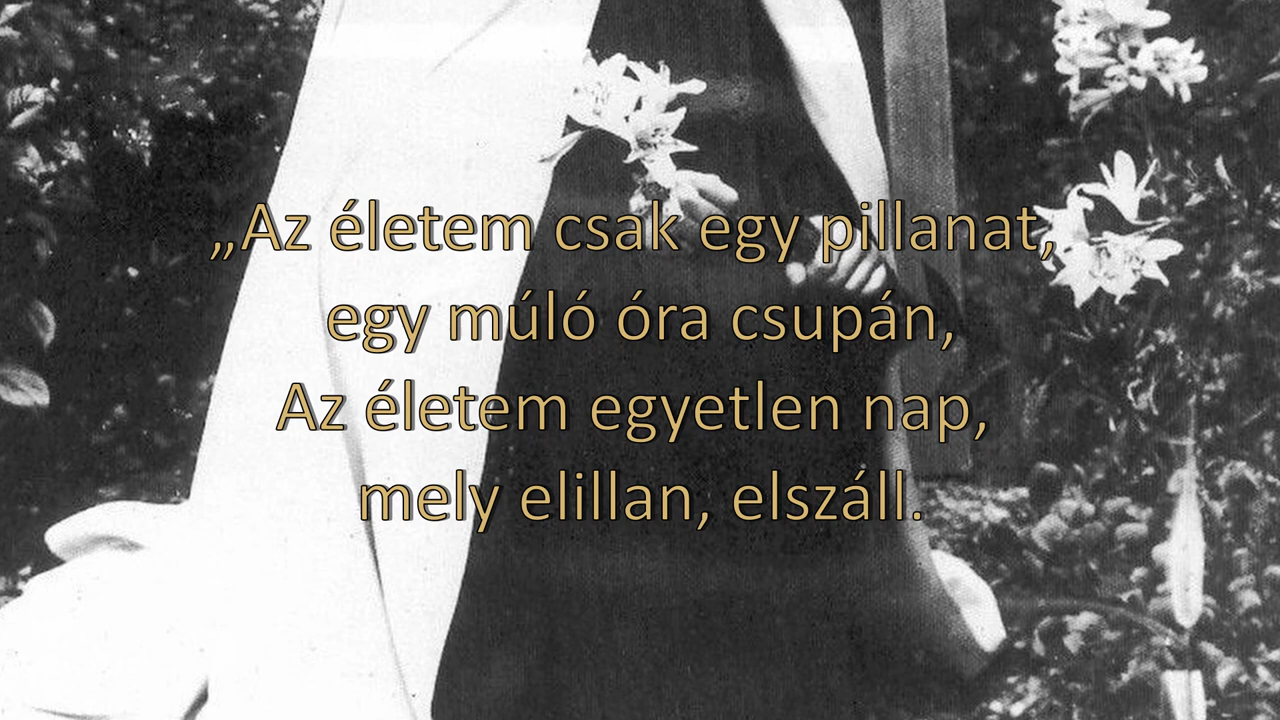 „Az életem csak egy pillanat,
egy múló óra csupán,
Az életem egyetlen nap,
mely elillan, elszáll.